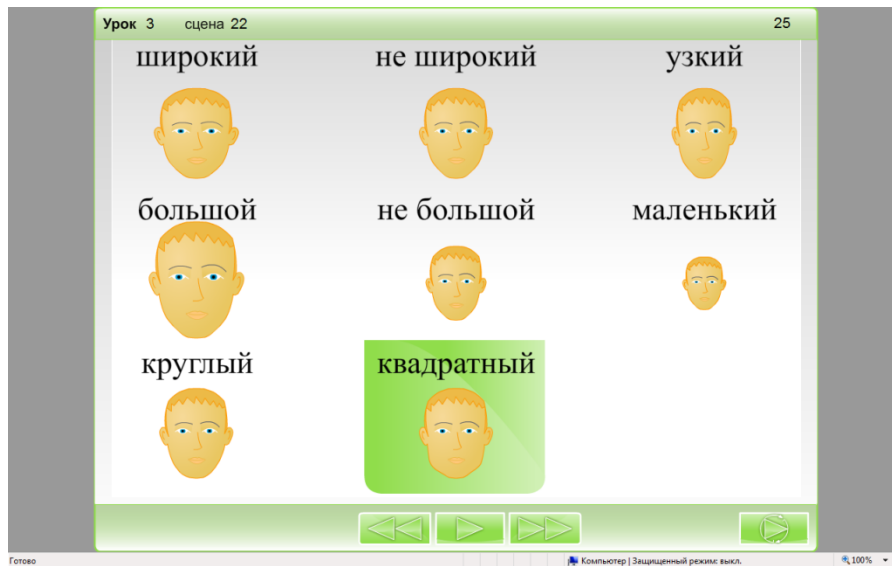 Урок 3 сцена 22 25
широкий не широкий узкий
большой не большой маленький
круглый квадратный
Готово Компьютер | Защищенный режим: выкл. 100%